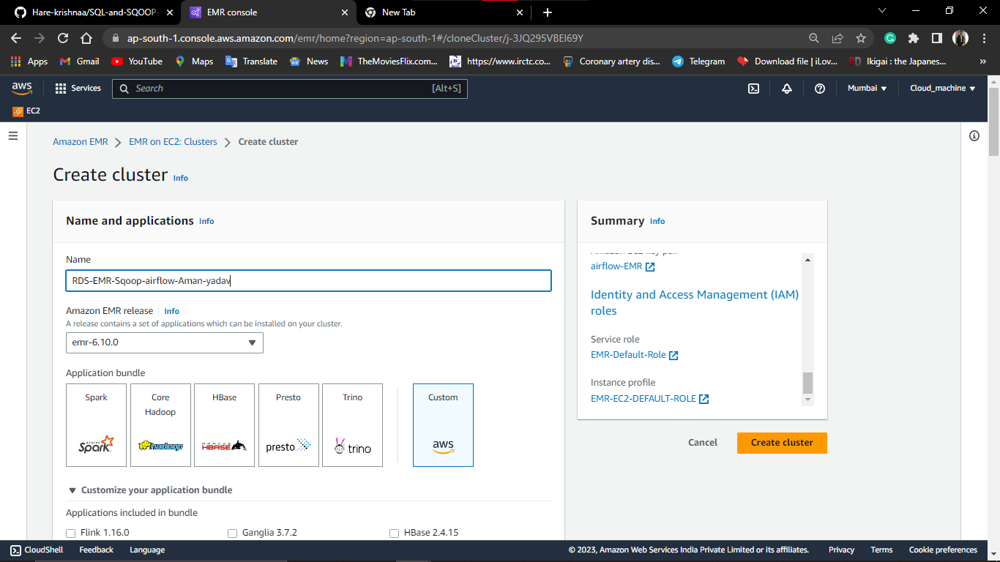 Hare-krishnaa/SQL-and-SQOOP-
EMR console
New Tab
ap-south-1.console.aws.amazon.com/emr/home?region=ap-south-1#/cloneCluster/j-3JQ295VBEI69Y
Apps
Gmail
YouTube
Maps
Translate
News
TheMoviesFlix.com...
https://www.irctc.co...
Coronary artery dis...
Telegram
Download file | iLov...
Ikigai : the Japanes...
aws
Services
Search
[Alt+S]
Mumbai
Cloud_machine
EC2
Amazon EMR
EMR on EC2: Clusters
Create cluster
Create cluster Info
Name and applications Info
Name
RDS-EMR-Sqoop-airflow-Aman-yadav
Amazon EMR release Info
A release contains a set of applications which can be installed on your cluster.
emr-6.10.0
Application bundle
Spark
APACHE Spark
Core Hadoop
hadoop
HBase
APACHE HBASE
Presto
presto
Trino
trino
Custom
aws
Customize your application bundle
Applications included in bundle
Flink 1.16.0
Ganglia 3.7.2
HBase 2.4.15
Summary Info
airflow-EMR
Identity and Access Management (IAM)
roles
Service role
EMR-Default-Role
Instance profile
EMR-EC2-DEFAULT-ROLE
Cancel
Create cluster
CloudShell
Feedback
Language
© 2023, Amazon Web Services India Private Limited or its affiliates.
Privacy
Terms
Cookie preferences